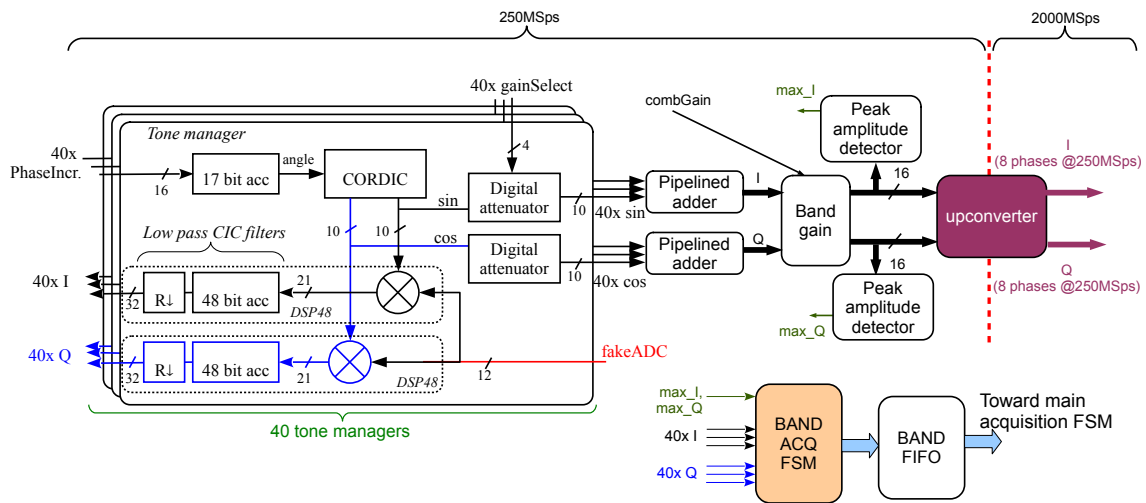 250MSps
2000MSps
40x gainSelect
combGain
max_I
Peak
amplitude
detector
Tone manager
40x
PhaseIncr.
16
17 bit acc
angle
CORDIC
4
Digital
attenuator
sin
10
40x sin
Pipelined
adder
I
Band
gain
16
upconverter
I
(8 phases @250MSps)
Low pass CIC filters
10
10
cos
Digital
attenuator
10
40x cos
Pipelined
adder
Q
16
Q
(8 phases @250MSps)
40x I
32
R↓
48 bit acc
21
DSP48
Peak
amplitude
detector
max_Q
40x Q
32
R↓
48 bit acc
21
DSP48
12
fakeADC
40 tone managers
max_I,
max_Q
40x I
40x Q
BAND
ACQ
FSM
BAND
FIFO
Toward main
acquisition FSM